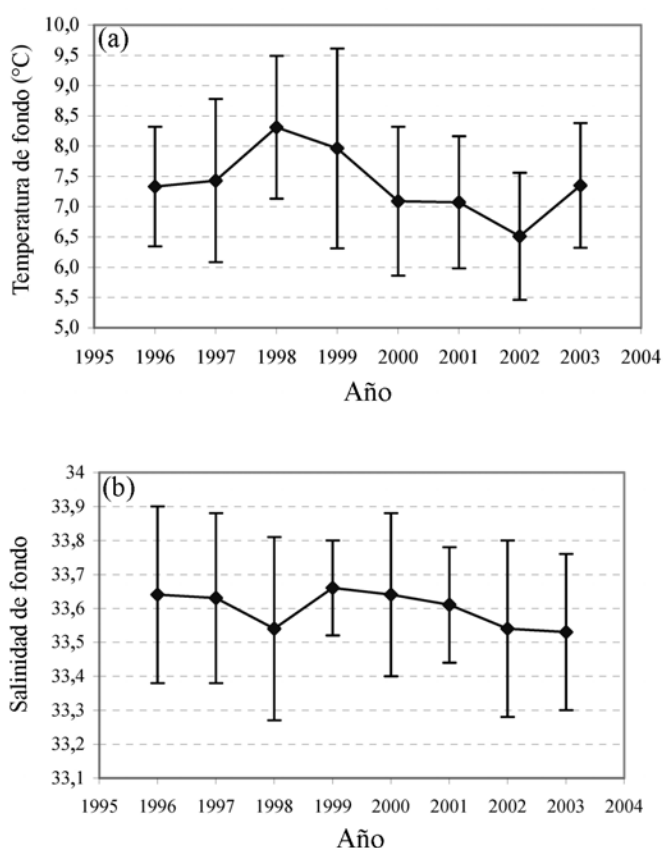 (a)
Temperatura de fondo (°C)
10,0
9,5
9,0
8,5
8,0
7,5
7,0
6,5
6,0
5,5
5,0
1995 1996 1997 1998 1999 2000 2001 2002 2003 2004
Año
(b)
Salinidad de fondo
34
33,9
33,8
33,7
33,6
33,5
33,4
33,3
33,2
33,1
1995 1996 1997 1998 1999 2000 2001 2002 2003 2004
Año